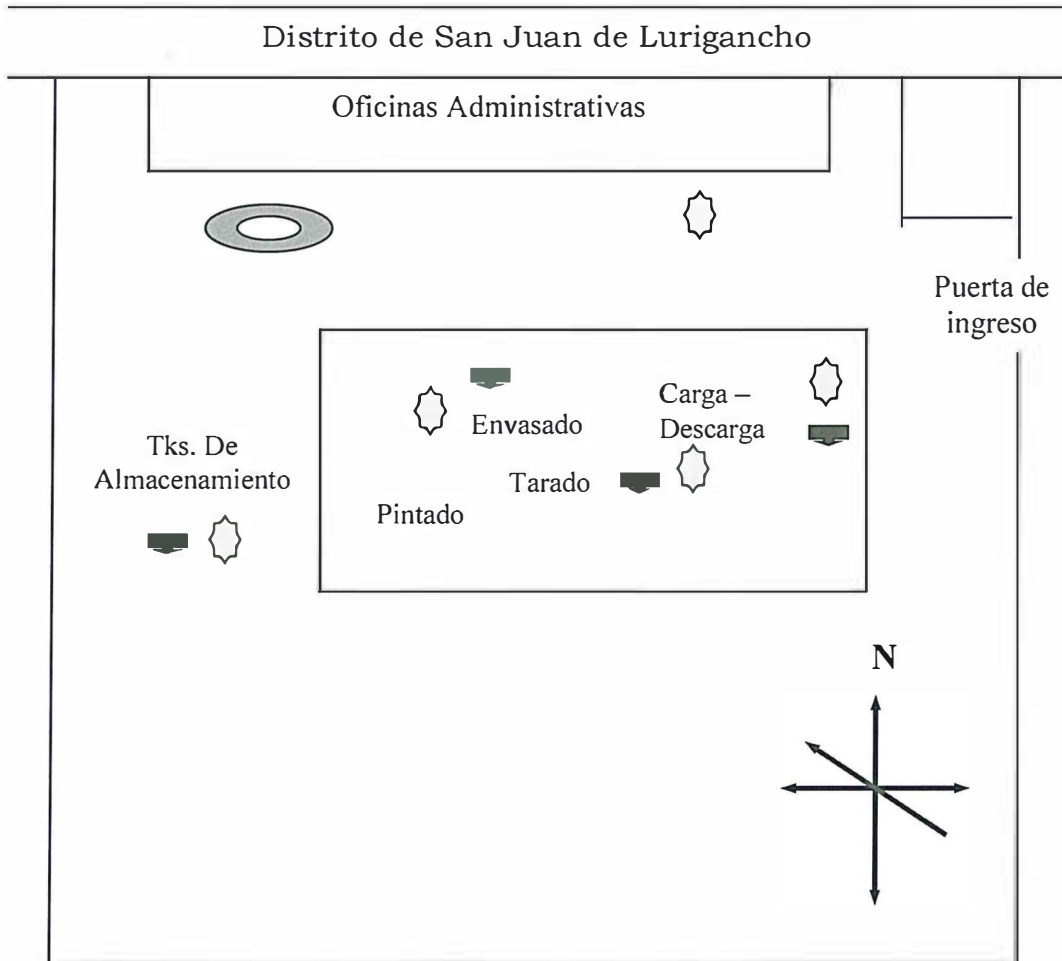 Distrito de San Juan de Lurigancho
Oficinas Administrativas
Puerta de
ingreso
Carga –
Descarga
Envasado
Tks. De
Almacenamiento
Tarado
Pintado
N